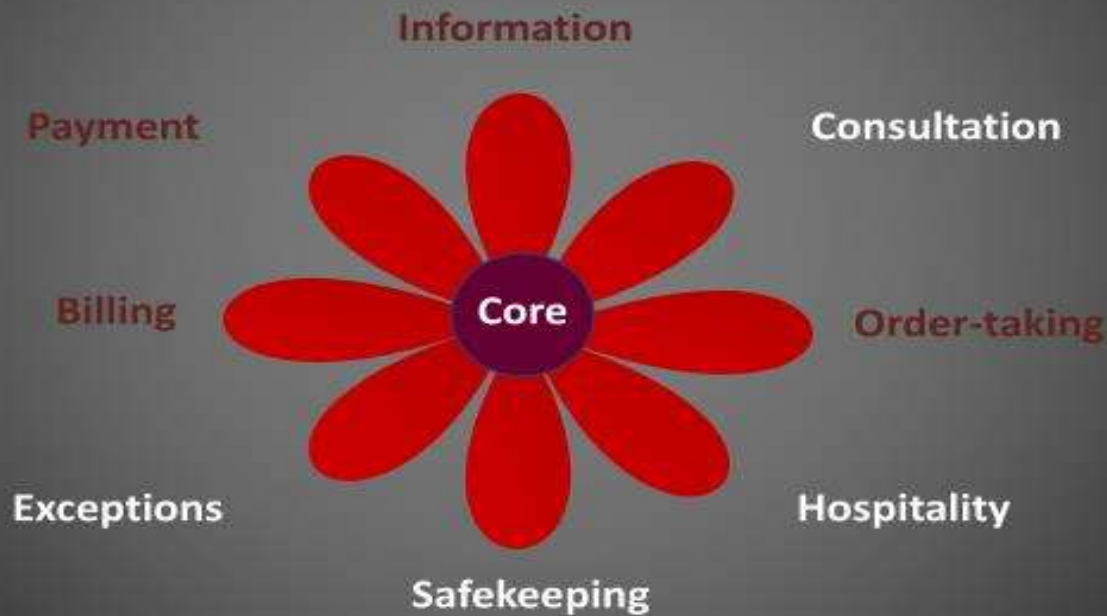 Information
Payment
Consultation
Core
Billing
Order-taking
Exceptions
Hospitality
Safekeeping